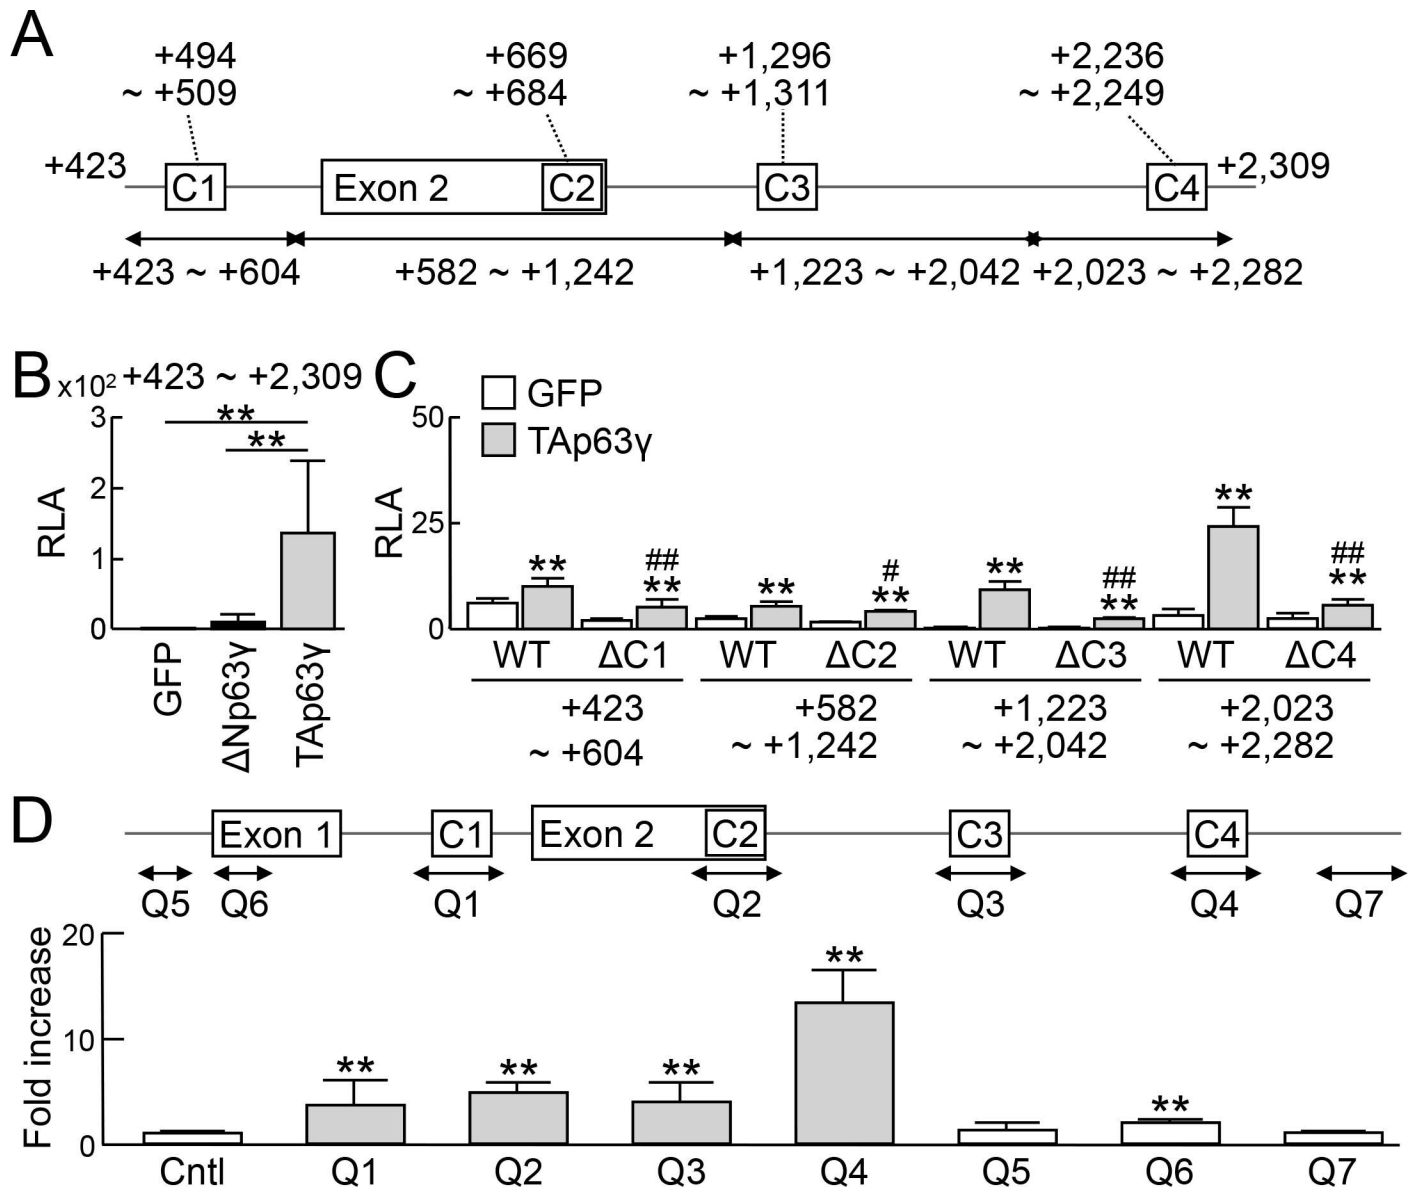 A
+494 +669 +1,296 +2,236
~ +509 ~ +684 ~ +1,311 ~ +2,249
+423 C1 Exon 2 C2 C3 C4 +2,309
+423 ~ +604 +582 ~ +1,242 +1,223 ~ +2,042 +2,023 ~ +2,282
B
x10² +423 ~ +2,309
3
**
**
2
1
0
RLA
GFP
ΔNp63γ
TAp63γ
C
GFP
TAp63γ
50
25
0
RLA
** ## ** ** # ** ** ## ** ** ## **
WT ΔC1 WT ΔC2 WT ΔC3 WT ΔC4
+423 +582 +1,223 +2,023
~ +604 ~ +1,242 ~ +2,042 ~ +2,282
D
Exon 1 C1 Exon 2 C2 C3 C4
Q5 Q6 Q1 Q2 Q3 Q4 Q7
Fold increase
20
10
0
** ** ** ** **
Cntl Q1 Q2 Q3 Q4 Q5 Q6 Q7